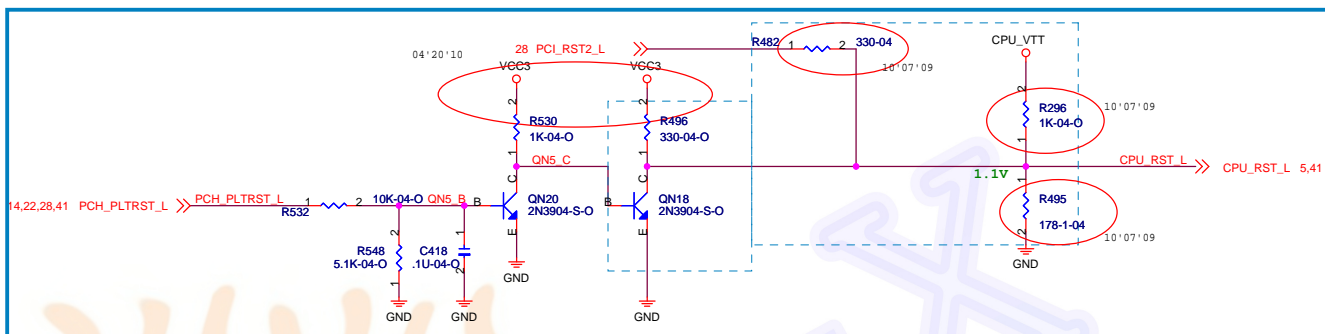 04'20'10
28 PCI_RST2_L
R482
1
2
330-04
10'07'09
CPU_VTT
VCC3
VCC3
2
R530
1K-04-O
1
2
R496
330-04-O
1
2
R296
1K-04-O
1
10'07'09
QN5_C
CPU_RST_L
CPU_RST_L 5,41
1.1V
14,22,28,41 PCH_PLTRST_L
PCH_PLTRST_L
1
2
R532
10K-04-O
QN5_B
B
C
E
QN20
2N3904-S-O
B
C
E
QN18
2N3904-S-O
1
R495
178-1-04
2
10'07'09
2
R548
5.1K-04-O
1
1
C418
.1U-04-O
2
GND
GND
GND
GND
GND